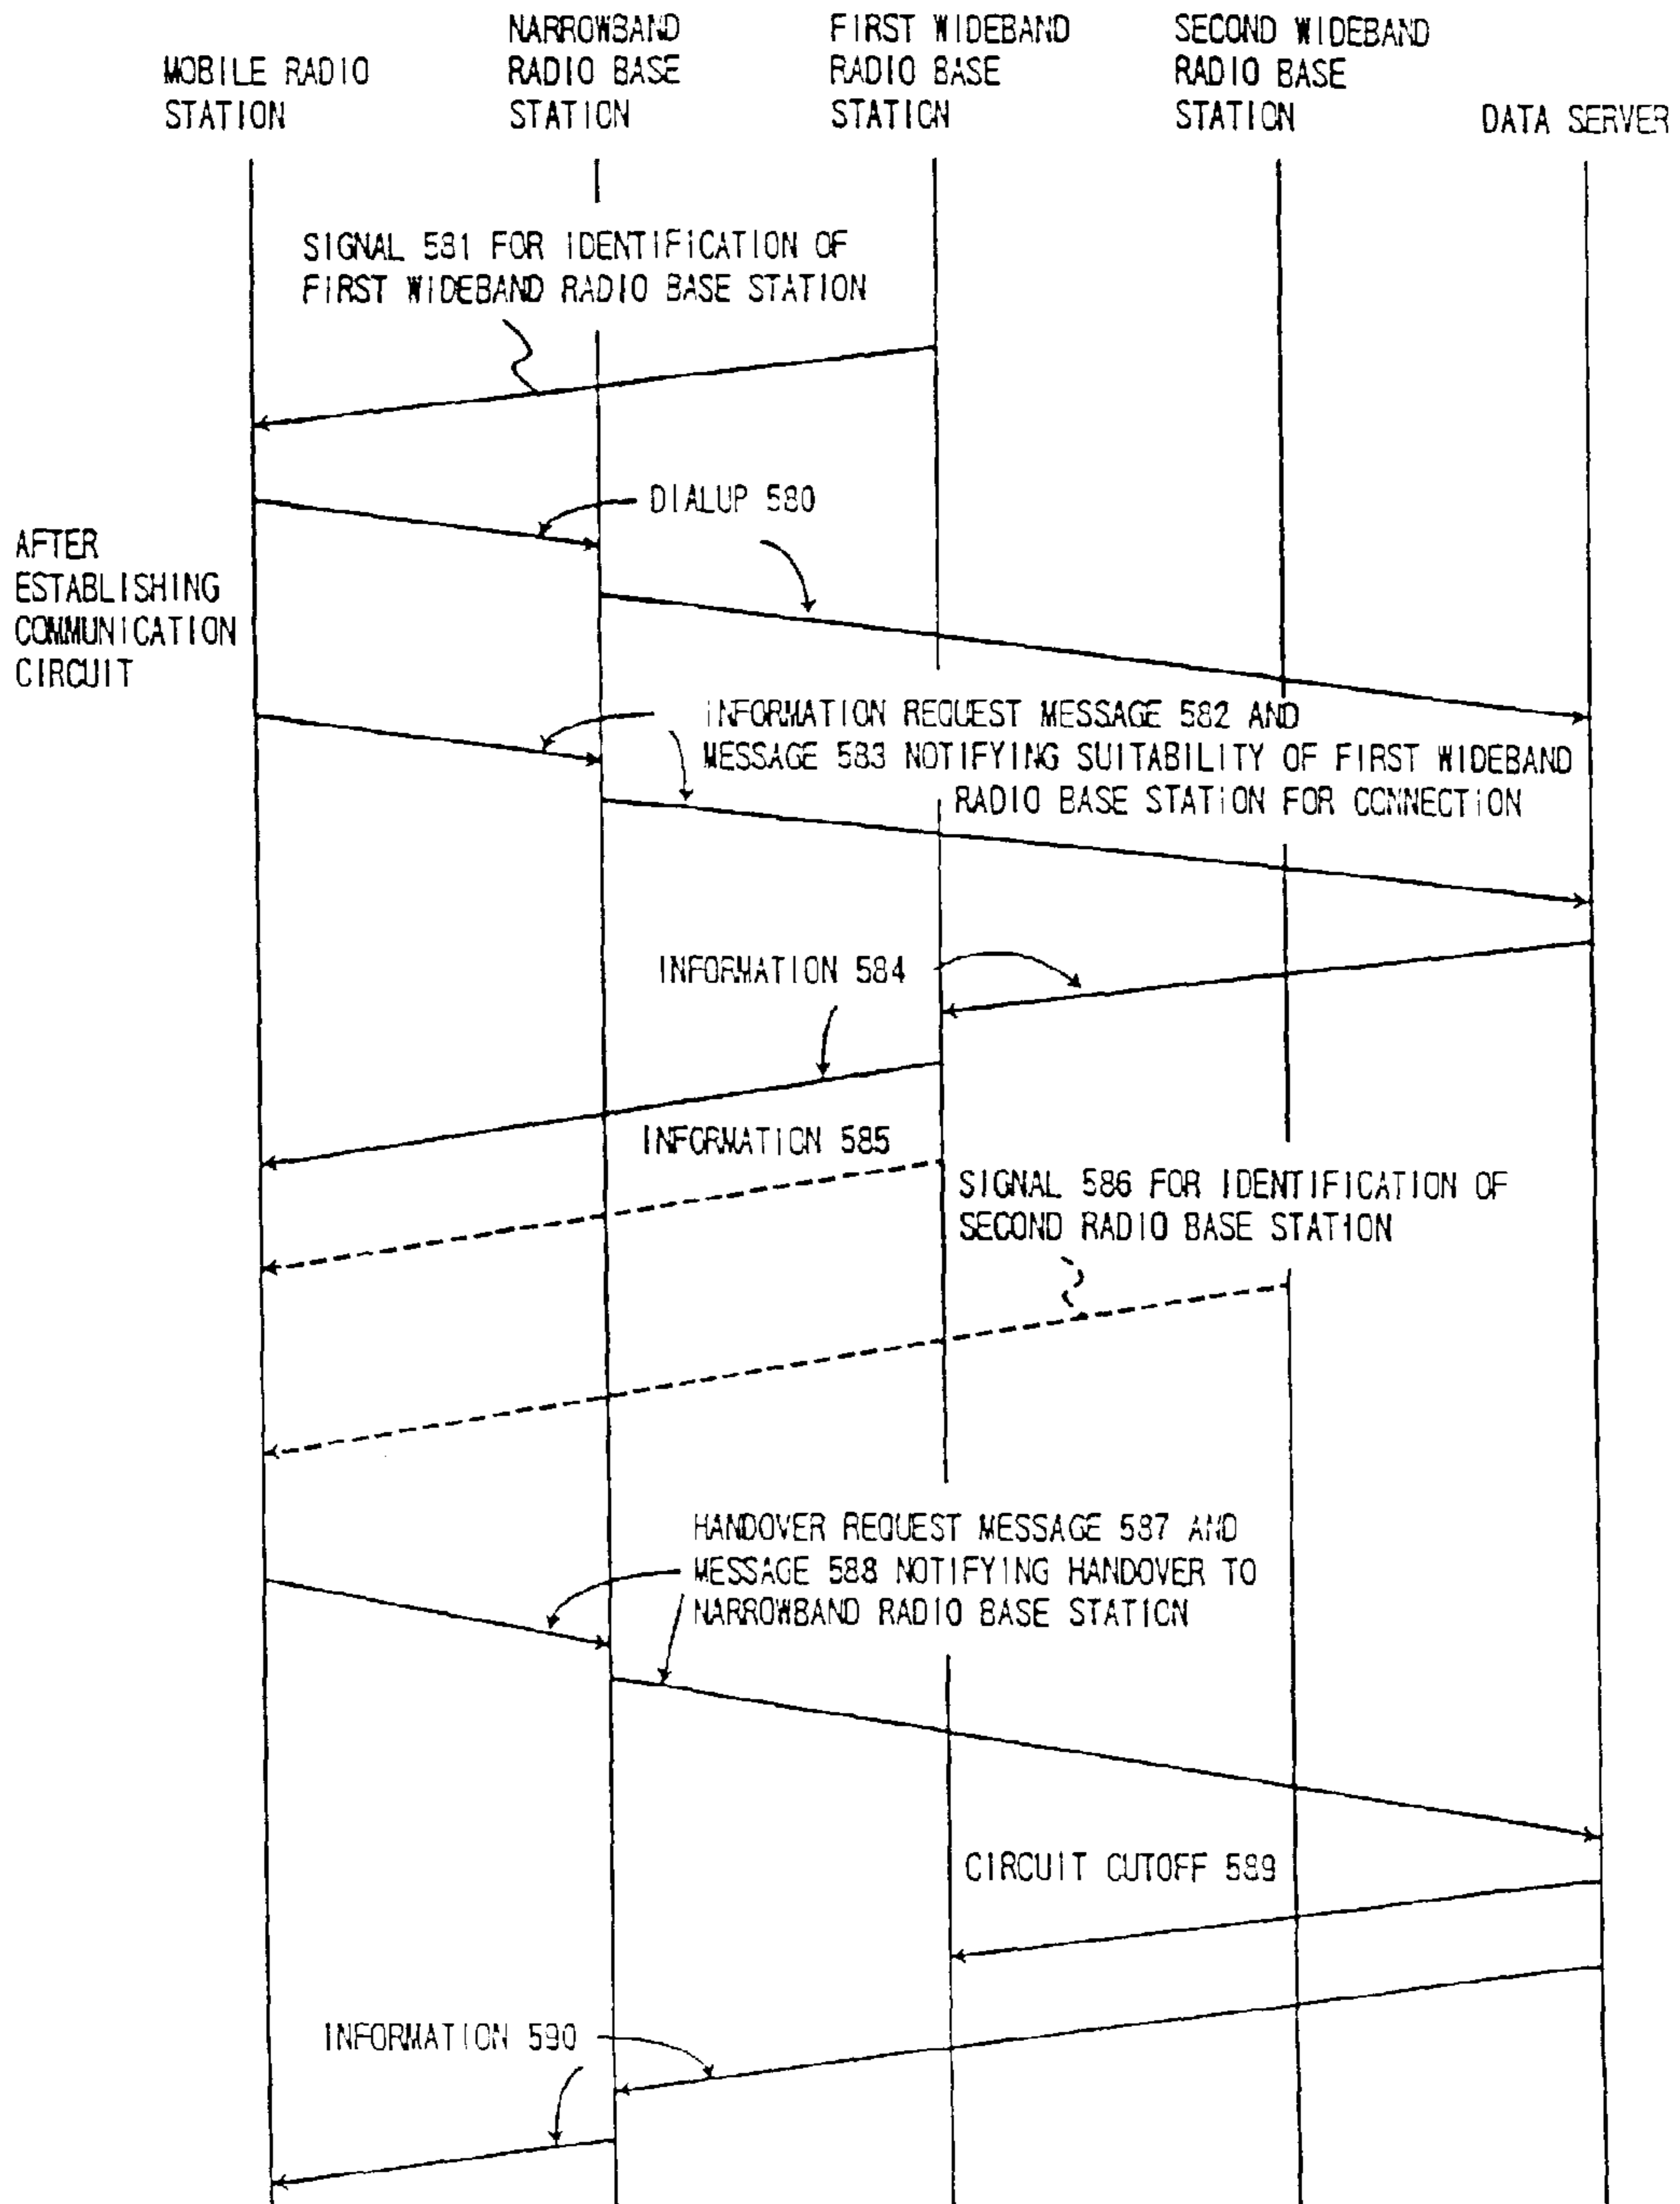 MOBILE RADIO
STATION
NARROWBAND
RADIO BASE
STATION
FIRST WIDEBAND
RADIO BASE
STATION
SECOND WIDEBAND
RADIO BASE
STATION
DATA SERVER
SIGNAL 581 FOR IDENTIFICATION OF
FIRST WIDEBAND RADIO BASE STATION
DIALUP 580
AFTER
ESTABLISHING
COMMUNICATION
CIRCUIT
INFORMATION REQUEST MESSAGE 582 AND
MESSAGE 583 NOTIFYING SUITABILITY OF FIRST WIDEBAND
RADIO BASE STATION FOR CONNECTION
INFORMATION 584
INFORMATION 585
SIGNAL 586 FOR IDENTIFICATION OF
SECOND RADIO BASE STATION
HANDOVER REQUEST MESSAGE 587 AND
MESSAGE 588 NOTIFYING HANDOVER TO
NARROWBAND RADIO BASE STATION
CIRCUIT CUTOFF 589
INFORMATION 590